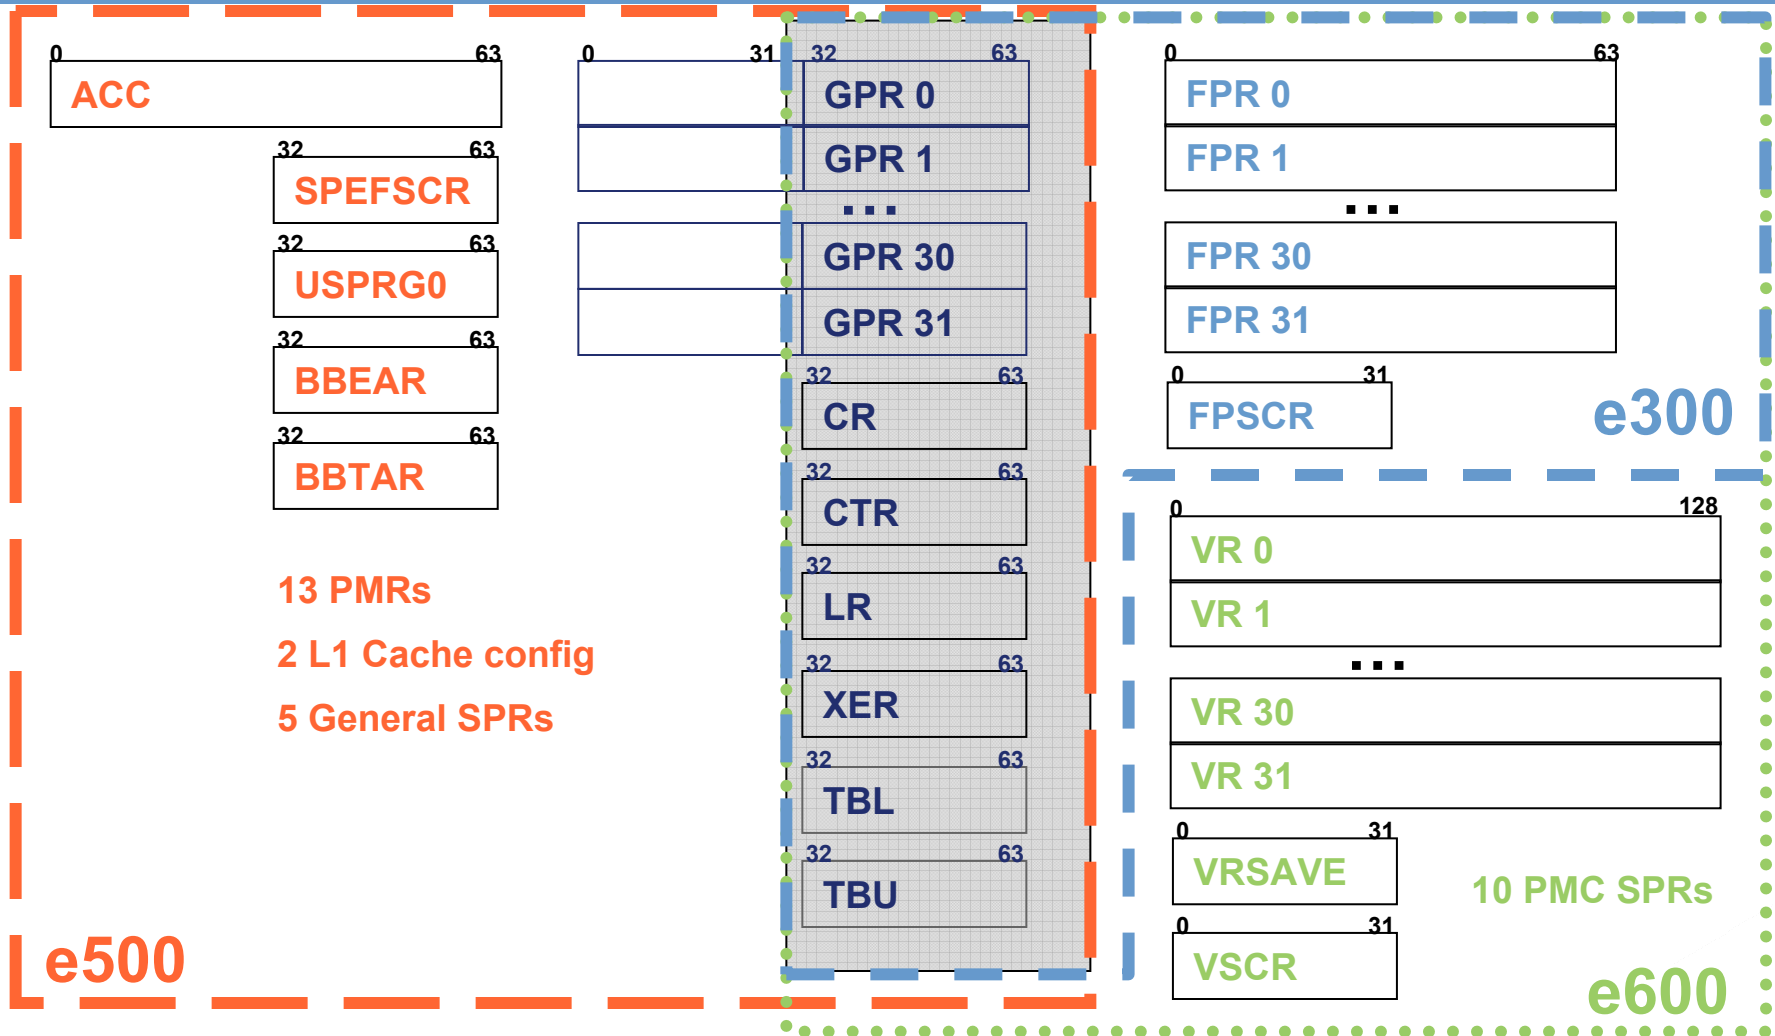 0 63
ACC
32 63
SPEFSCR
32 63
USPRG0
32 63
BBEAR
32 63
BBTAR
13 PMRs
2 L1 Cache config
5 General SPRs
e500
0 31 32 63
GPR 0
GPR 1
...
GPR 30
GPR 31
32 63
CR
32 63
CTR
32 63
LR
32 63
XER
32 63
TBL
32 63
TBU
0 63
FPR 0
FPR 1
...
FPR 30
FPR 31
0 31
FPSCR
e300
0 128
VR 0
VR 1
...
VR 30
VR 31
0 31
VRSAVE
10 PMC SPRs
0 31
VSCR
e600